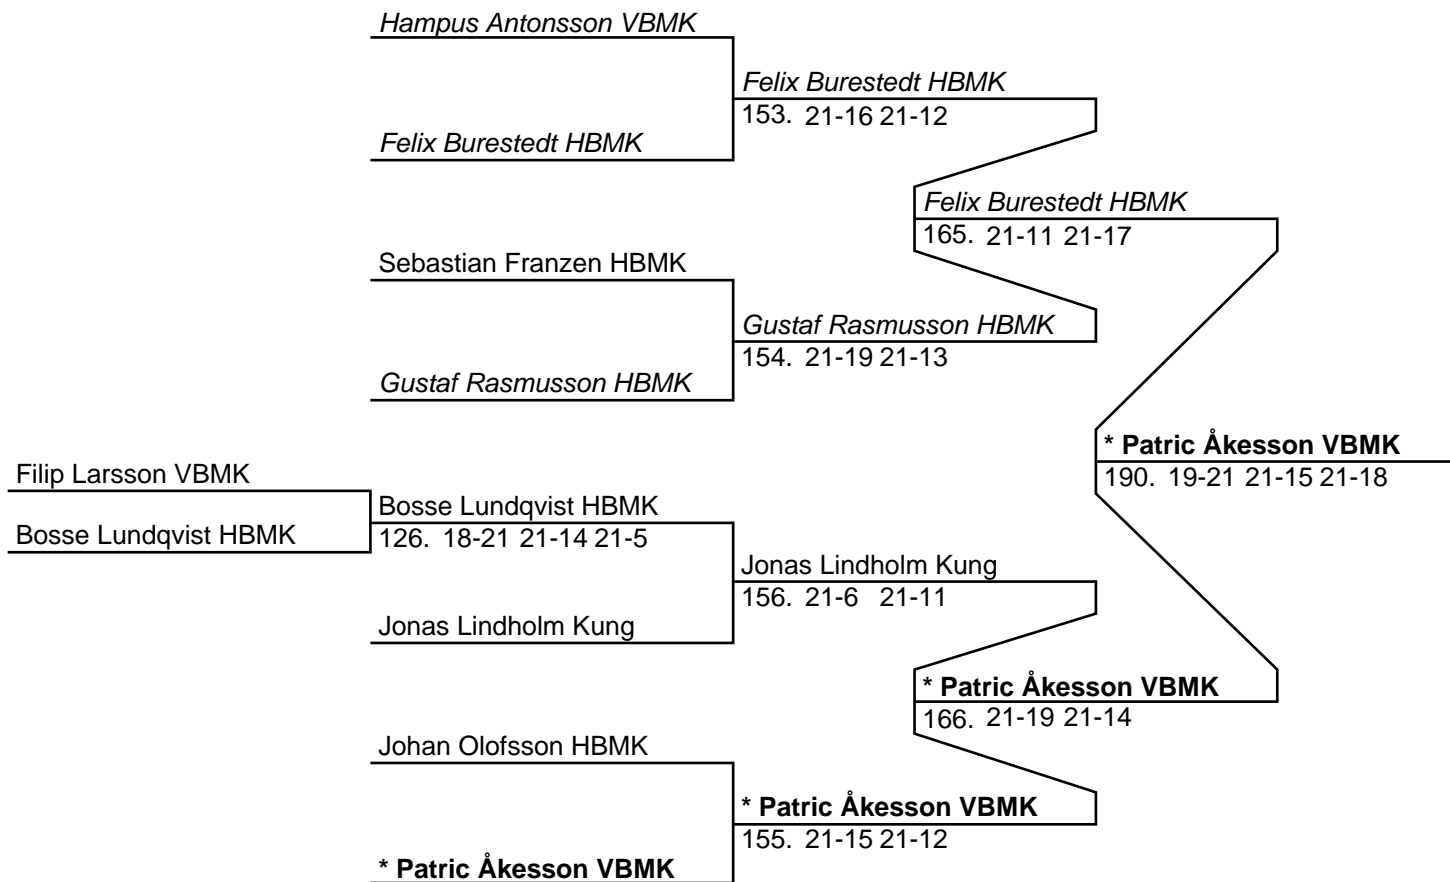 Hampus Antonsson VBMK
Felix Burestedt HBMK
153. 21-16 21-12
Felix Burestedt HBMK
Felix Burestedt HBMK
165. 21-11 21-17
Sebastian Franzen HBMK
Gustaf Rasmusson HBMK
154. 21-19 21-13
Gustaf Rasmusson HBMK
* Patric Åkesson VBMK
190. 19-21 21-15 21-18
Filip Larsson VBMK
Bosse Lundqvist HBMK
126. 18-21 21-14 21-5
Bosse Lundqvist HBMK
Jonas Lindholm Kung
156. 21-6 21-11
Jonas Lindholm Kung
* Patric Åkesson VBMK
166. 21-19 21-14
Johan Olofsson HBMK
* Patric Åkesson VBMK
155. 21-15 21-12
* Patric Åkesson VBMK